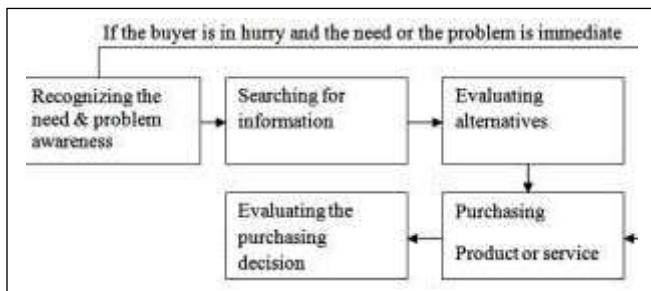 If the buyer is in hurry and the need or the problem is immediate
Recognizing the
need & problem
awareness
Searching for
information
Evaluating
alternatives
Evaluating the
purchasing
decision
Purchasing
Product or service